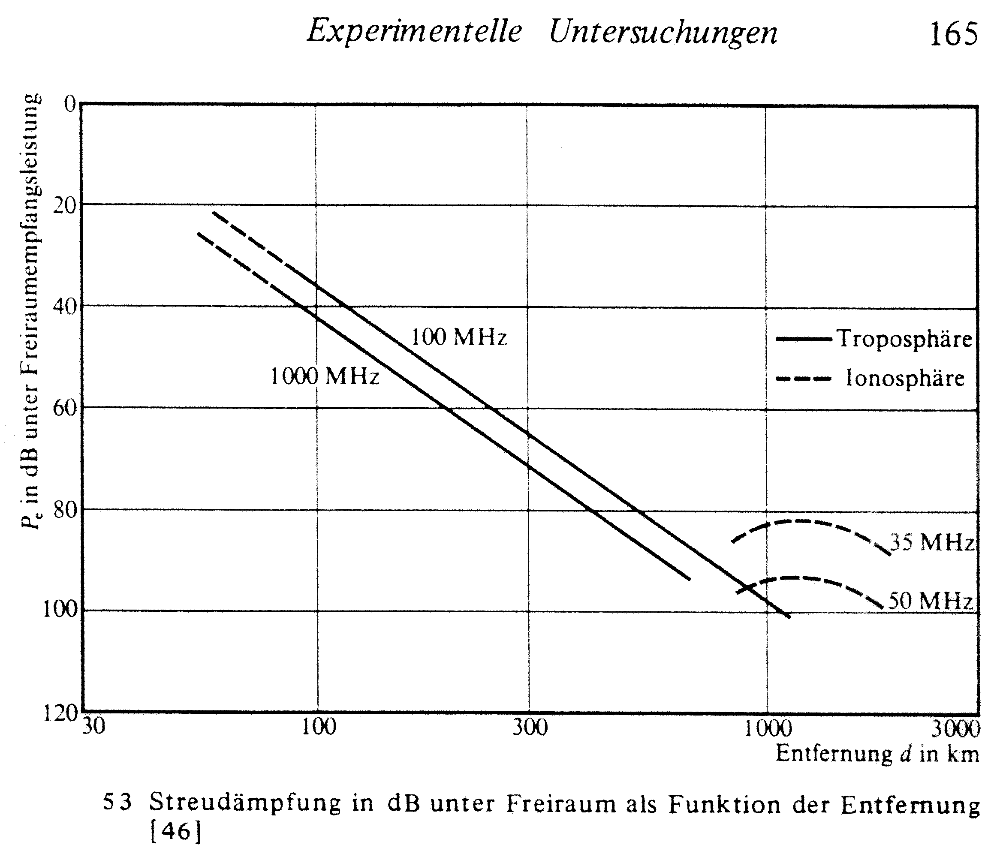 Experimentelle Untersuchungen 165
P_e in dB unter Freiraumempfangsleistung
0
20
40
60
80
100
120
100 MHz
1000 MHz
Troposphäre
Ionosphäre
35 MHz
50 MHz
30 100 300 1000 3000
Entfernung d in km
53 Streudämpfung in dB unter Freiraum als Funktion der Entfernung
[46]